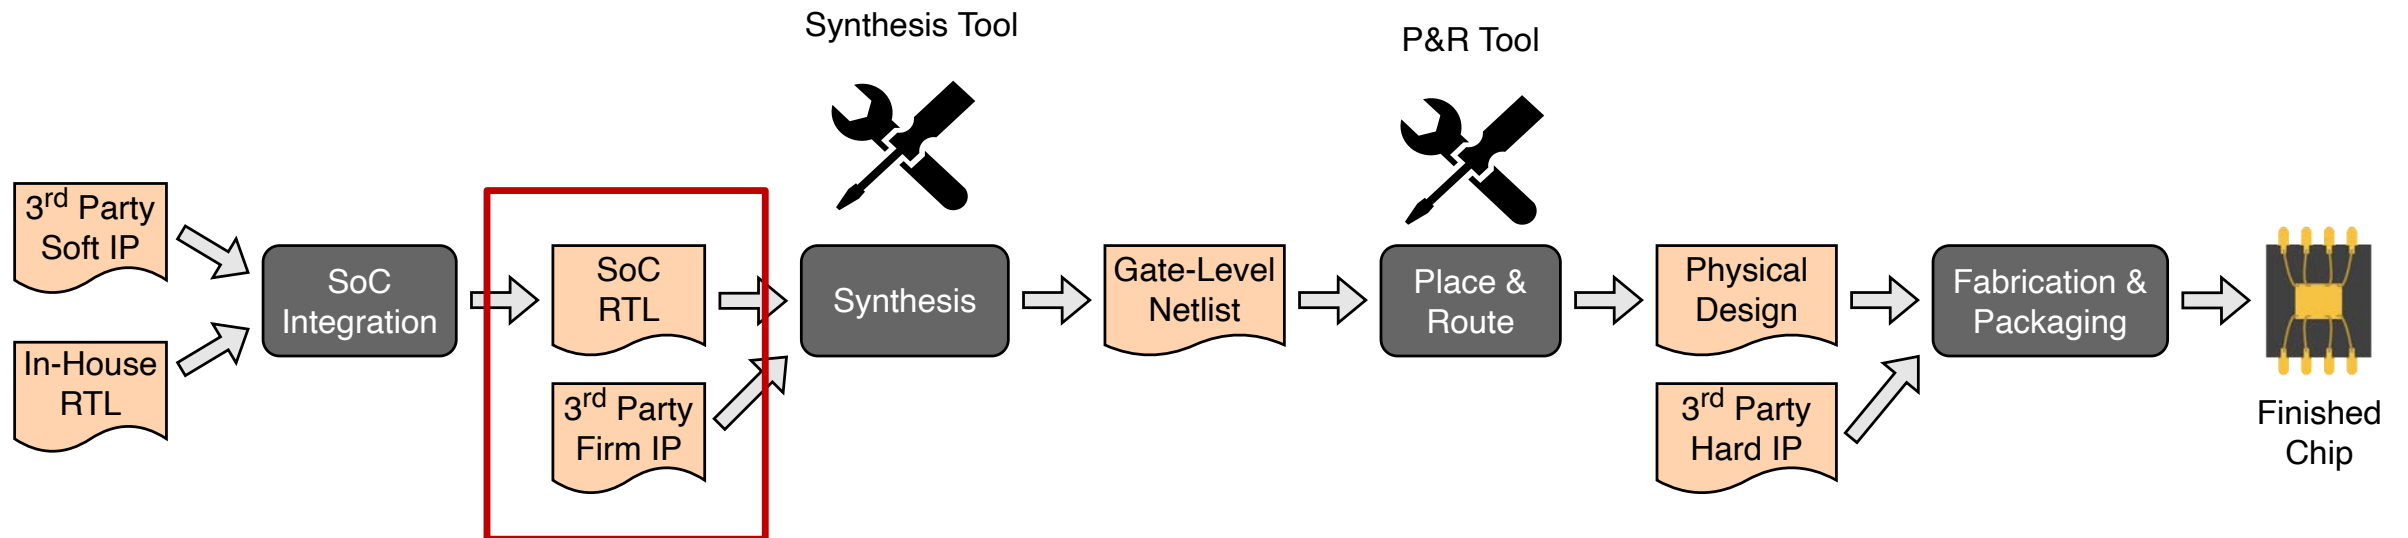 Synthesis Tool
P&R Tool
3rd Party
Soft IP
In-House
RTL
SoC
Integration
SoC
RTL
3rd Party
Firm IP
Synthesis
Gate-Level
Netlist
Place &
Route
Physical
Design
3rd Party
Hard IP
Fabrication &
Packaging
Finished
Chip